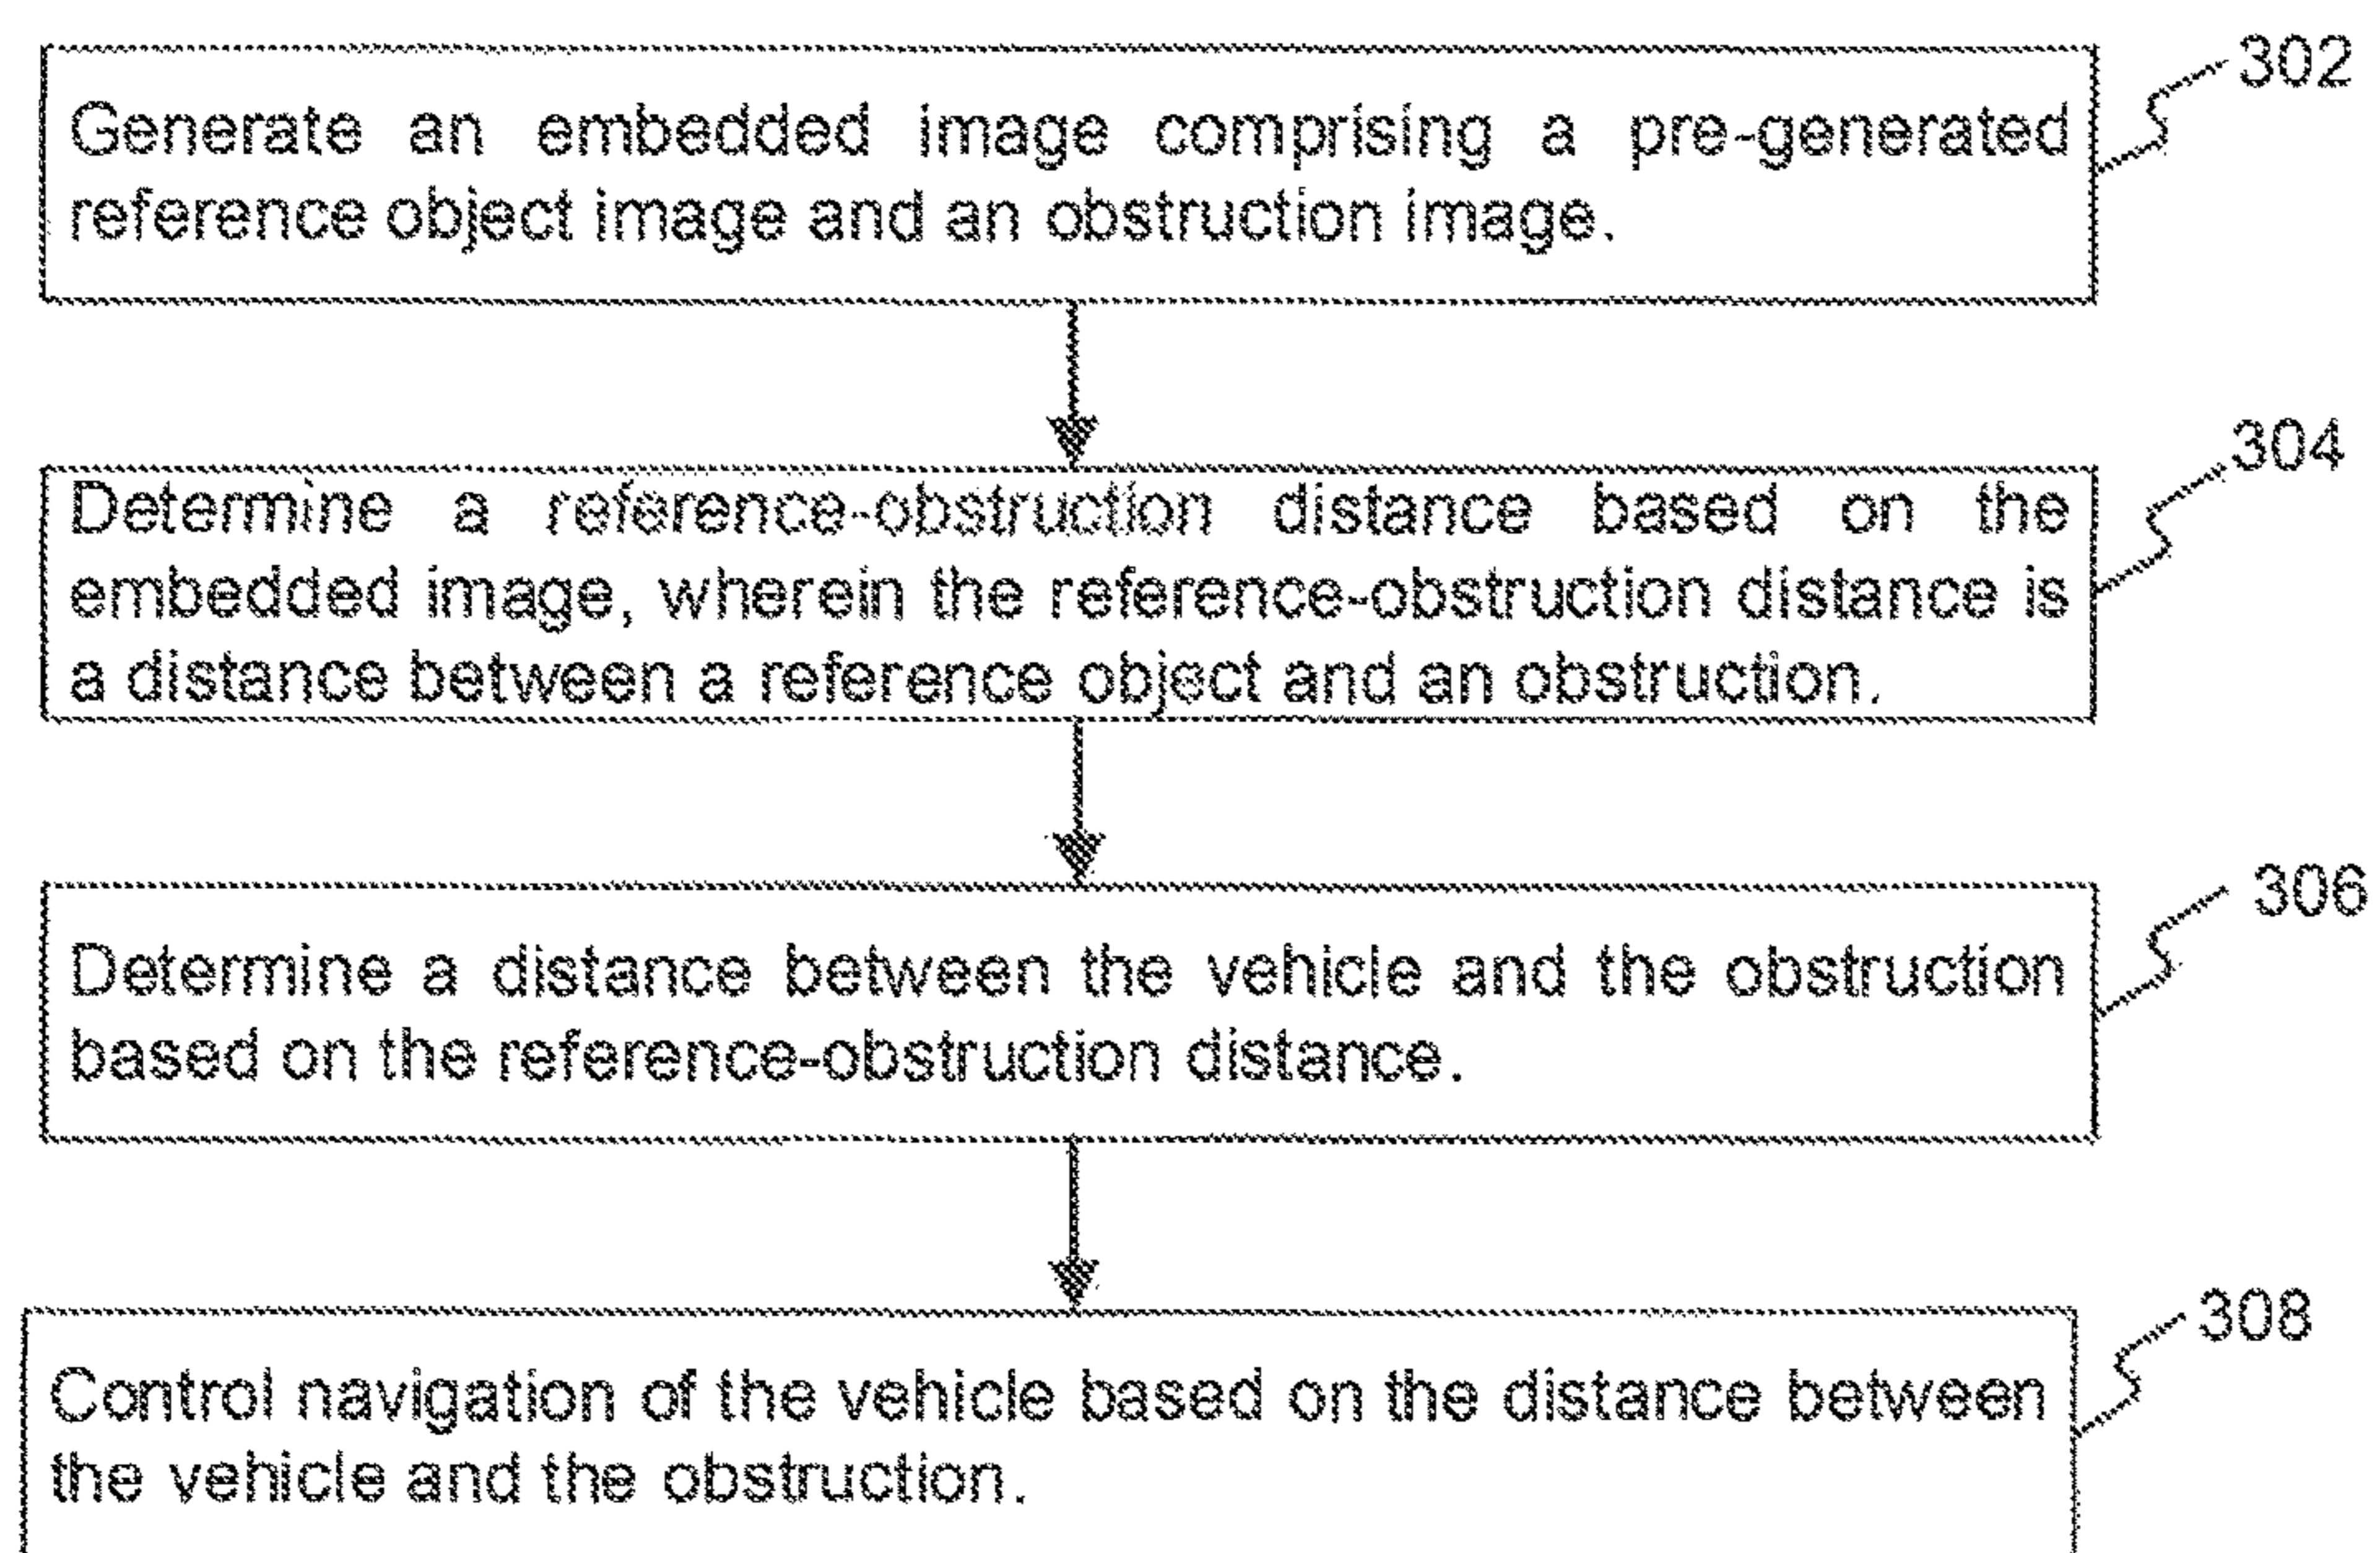 302
Generate an embedded image comprising a pre-generated
reference object image and an obstruction image.
304
Determine a reference-obstruction distance based on the
embedded image, wherein the reference-obstruction distance is
a distance between a reference object and an obstruction.
306
Determine a distance between the vehicle and the obstruction
based on the reference-obstruction distance.
308
Control navigation of the vehicle based on the distance between
the vehicle and the obstruction.